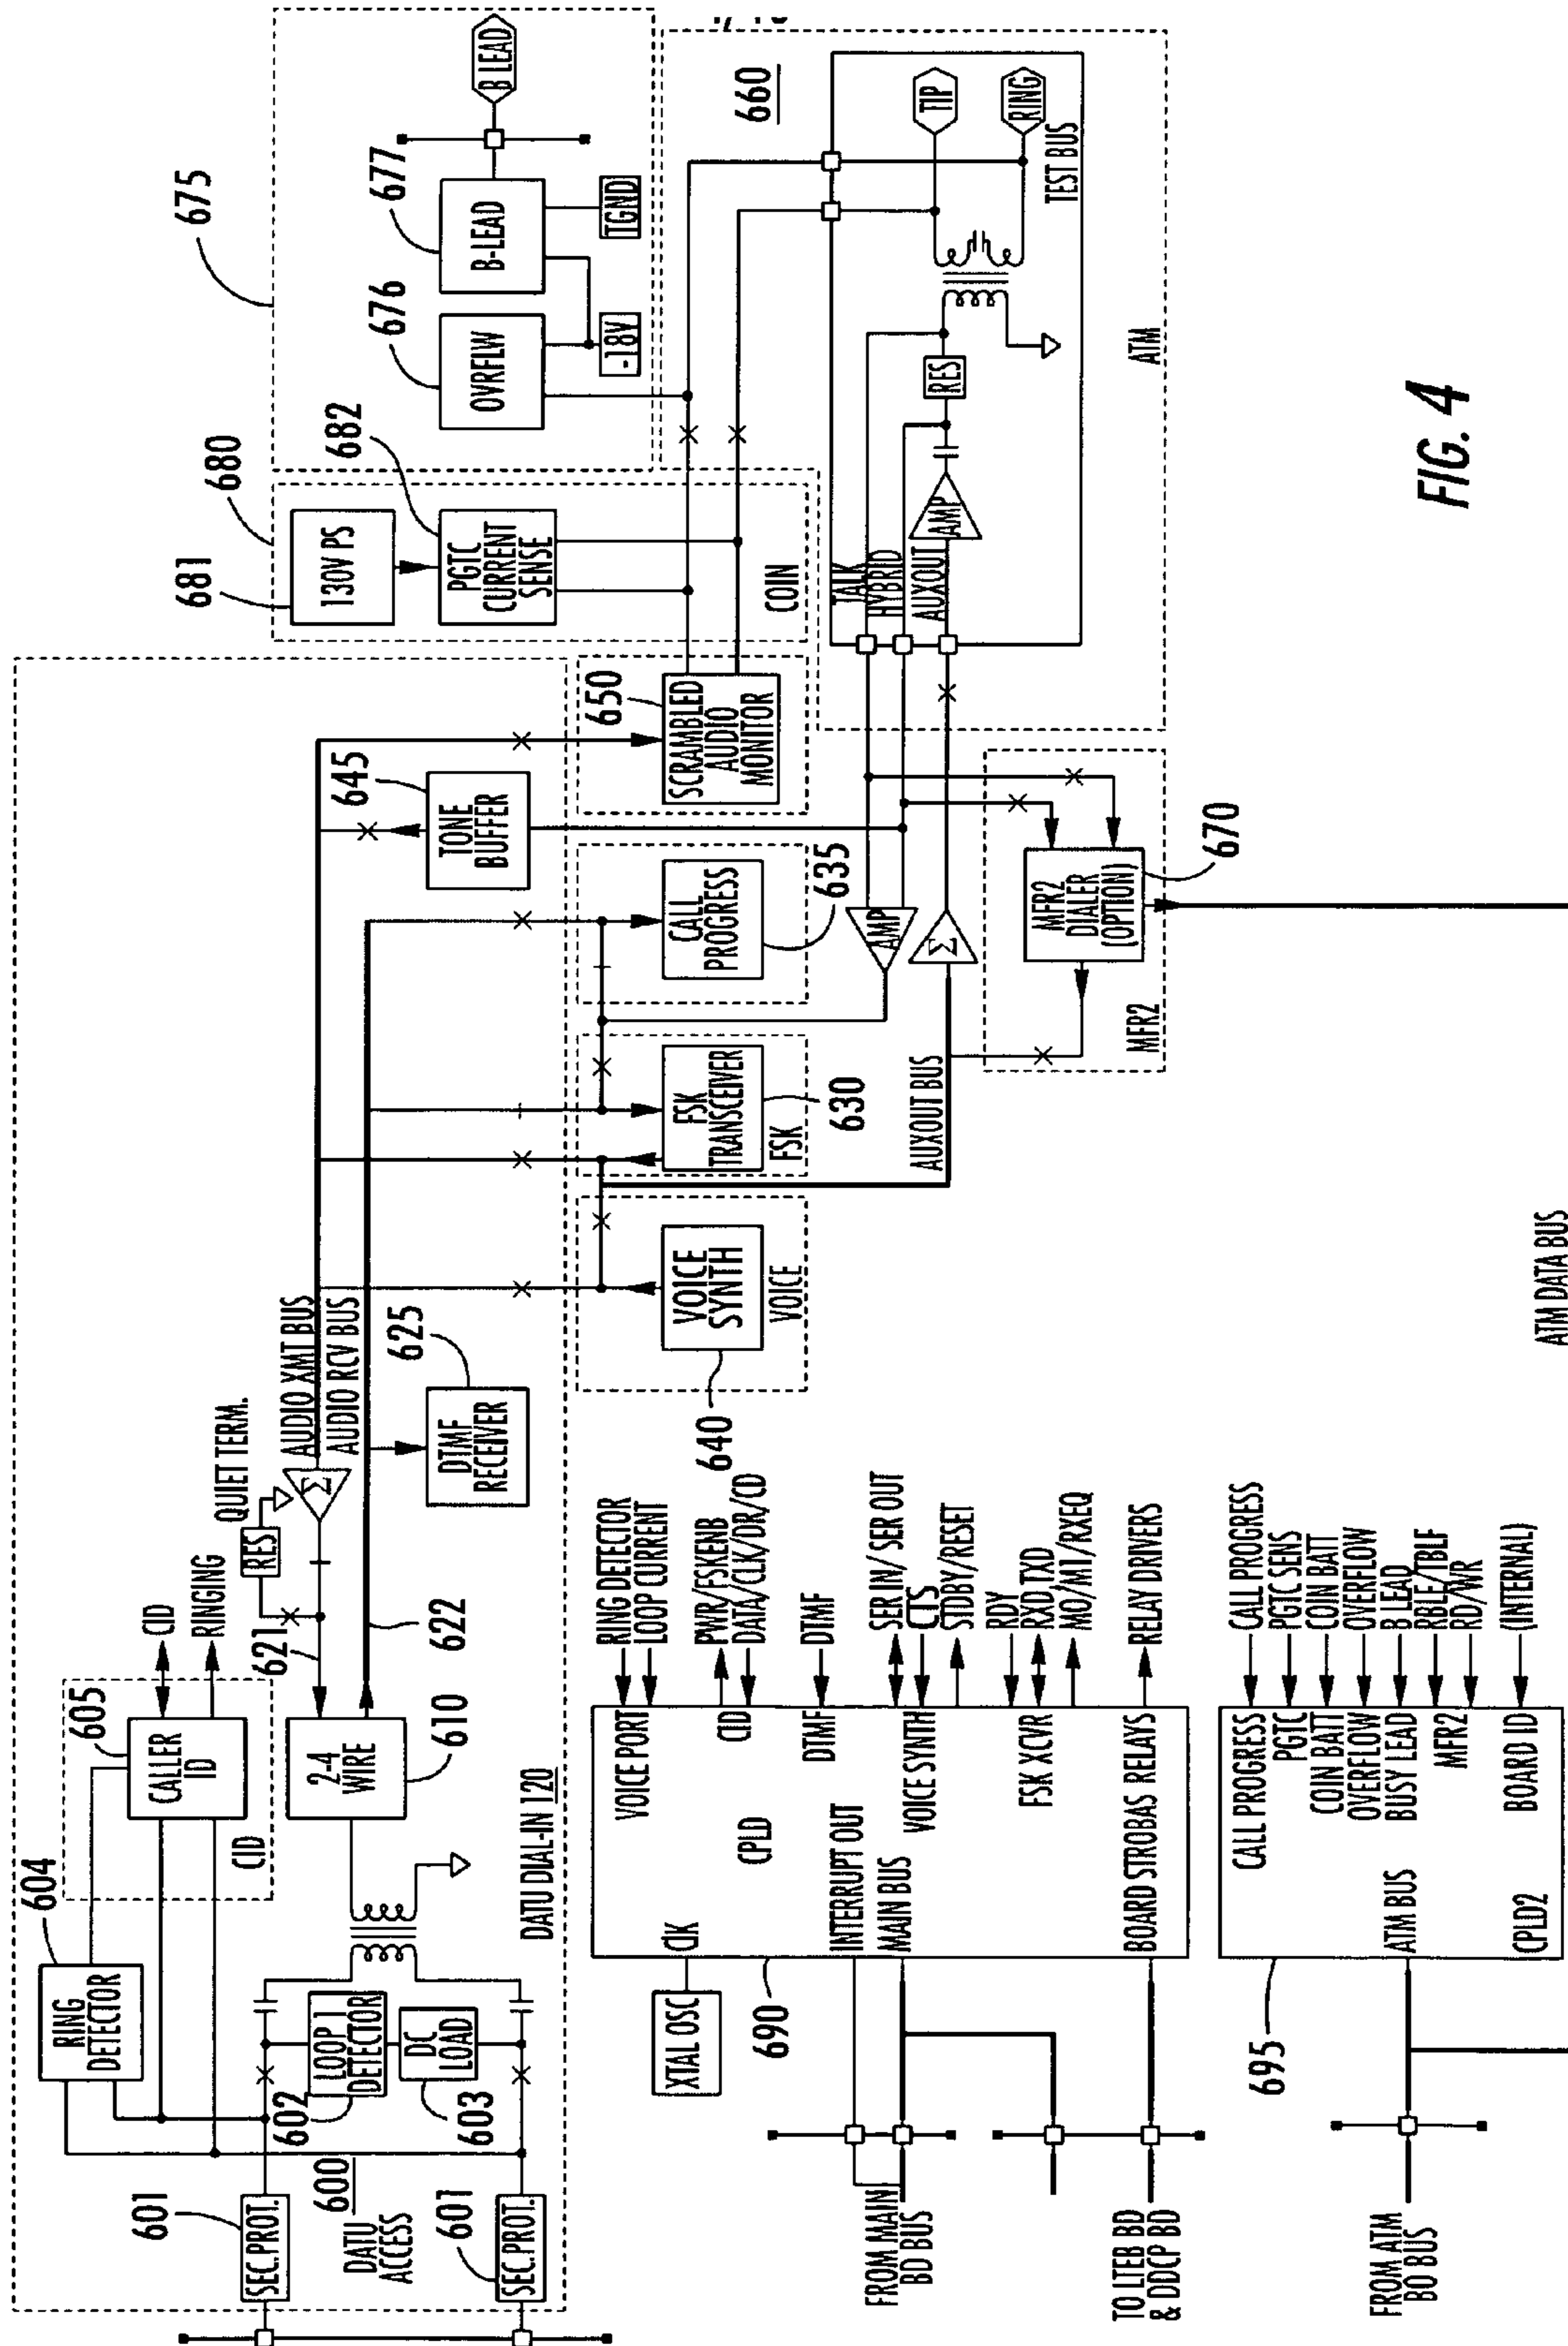 601
SEC.PROT.
600
DATU
ACCESS
601
SEC.PROT.
604
RING
DETECTOR
602
LOOP I
DETECTOR
603
DC
LOAD
605
CALLER
ID
CID
CID
RINGING
610
2-4
WIRE
621
622
QUIET TERM.
RES
Σ
AUDIO XMT BUS
AUDIO RCV BUS
625
DTMF
RECEIVER
DATU DIAL-IN 120
645
TONE
BUFFER
640
VOICE
SYNTH
VOICE
630
FSK
TRANSCEIVER
FSK
635
CALL
PROGRESS
650
SCRAMBLED
AUDIO
MONITOR
AMP
Σ
AUXOUT BUS
670
MFR2
DIALER
(OPTION)
MFR2
680
681
130V PS
682
PGTC
CURRENT
SENSE
COIN
675
676
OVRFLW
677
B-LEAD
-18V
TGND
B LEAD
660
TALK
HYBRID
AUXOUT
AMP
RES
TIP
RING
TEST BUS
ATM
XTAL OSC
690
CLK
CPLD
INTERRUPT OUT
MAIN BUS
BOARD STROBAS RELAYS
VOICE PORT
CID
DTMF
VOICE SYNTH
FSK XCVR
RING DETECTOR
LOOP CURRENT
PWR/FSKENB
DATA/CLK/DR/CD
DTMF
SER IN/SER OUT
CTS
STDBY/RESET
RDY
RXD TXD
MO/M1/RXEQ
RELAY DRIVERS
FROM MAIN
BD BUS
TO LTEB BD
& DDCP BD
695
ATM BUS
CPLD2
CALL PROGRESS
PGTC
COIN BATT
OVERFLOW
BUSY LEAD
MFR2
BOARD ID
CALL PROGRESS
PGTC SENS
COIN BATT
OVERFLOW
B LEAD
RBLE/TBLF
RD/WR
(INTERNAL)
FROM ATM
BO BUS
ATM DATA BUS
FIG. 4